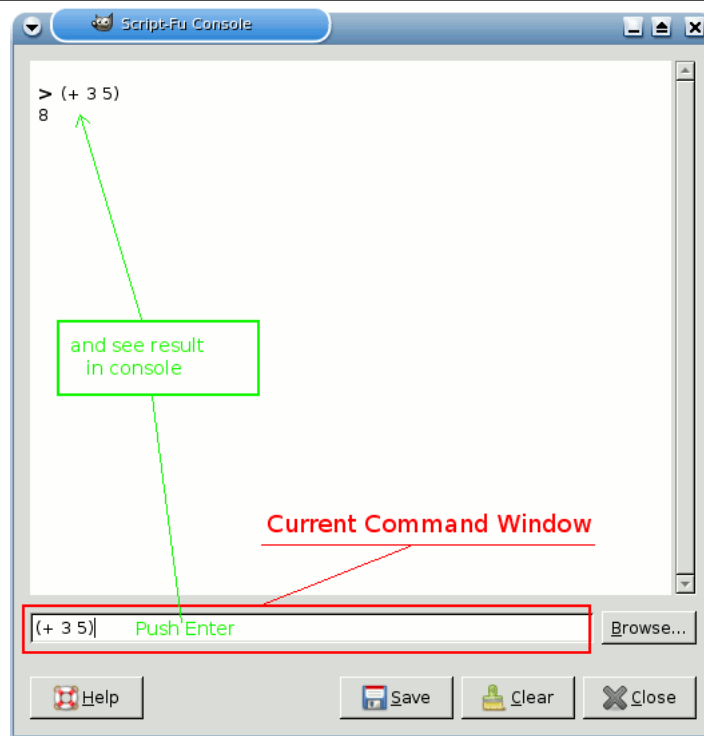 Script-Fu Console
> (+ 3 5)
8
and see result
in console
Current Command Window
(+ 3 5)
Push Enter
Browse...
Help
Save
Clear
Close